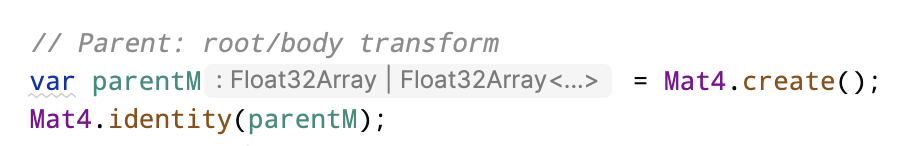 // Parent: root/body transform
var parentM : Float32Array | Float32Array<...> = Mat4.create();
Mat4.identity(parentM);